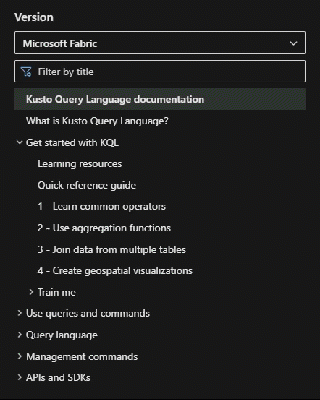 Version
Microsoft Fabric
Filter by title
Kusto Query Language documentation
What is Kusto Query Language?
Get started with KQL
Learning resources
Quick reference guide
1 - Learn common operators
2 - Use aggregation functions
3 - Join data from multiple tables
4 - Create geospatial visualizations
Train me
Use queries and commands
Query language
Management commands
APIs and SDKs